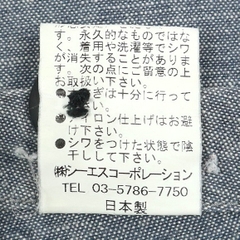 す。永久的なものではな
く、着用や洗濯等でシワ
が消失することがありま
す。次の点にご留意の上
お取扱い下さい。
ぎは十分に行って
下さい。
イロン仕上げはお避
け下さい。
●シワをつけた状態で陰
干しして下さい。
㈱シーエスコーポレーション
TEL 03-5786-7750
日本製